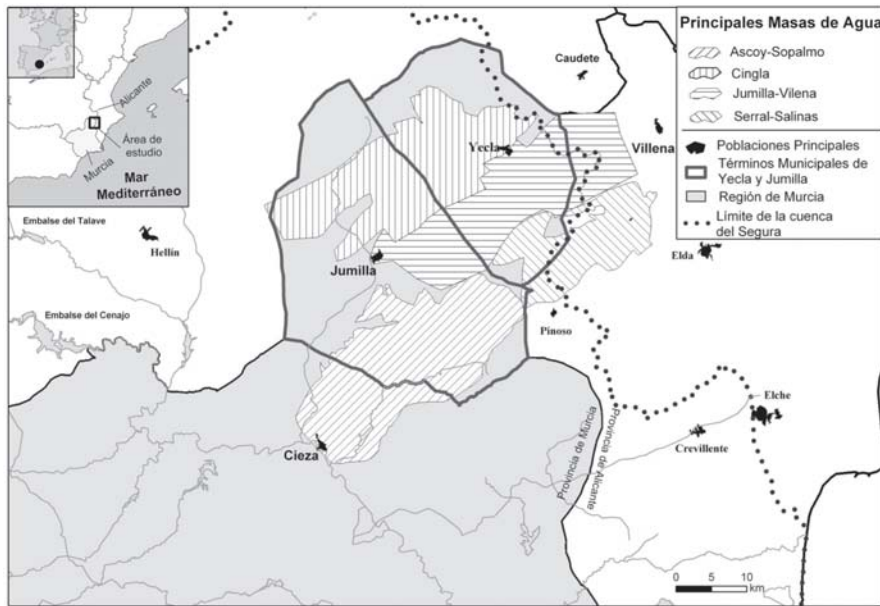 Alicante
Área de
estudio
Murcia
Mar
Mediterráneo
Principales Masas de Agua
Ascoy-Sopalmo
Cingla
Jumilla-Vilena
Serral-Salinas
Poblaciones Principales
Términos Municipales de
Yecla y Jumilla
Región de Murcia
Límite de la cuenca
del Segura
Caudete
Villena
Yecla
Embalse del Talave
Hellín
Jumilla
Elda
Embalse del Cenajo
Pinoso
Elche
Crevillente
Cieza
Provincia de Murcia
Provincia de Alicante
0 5 10
km